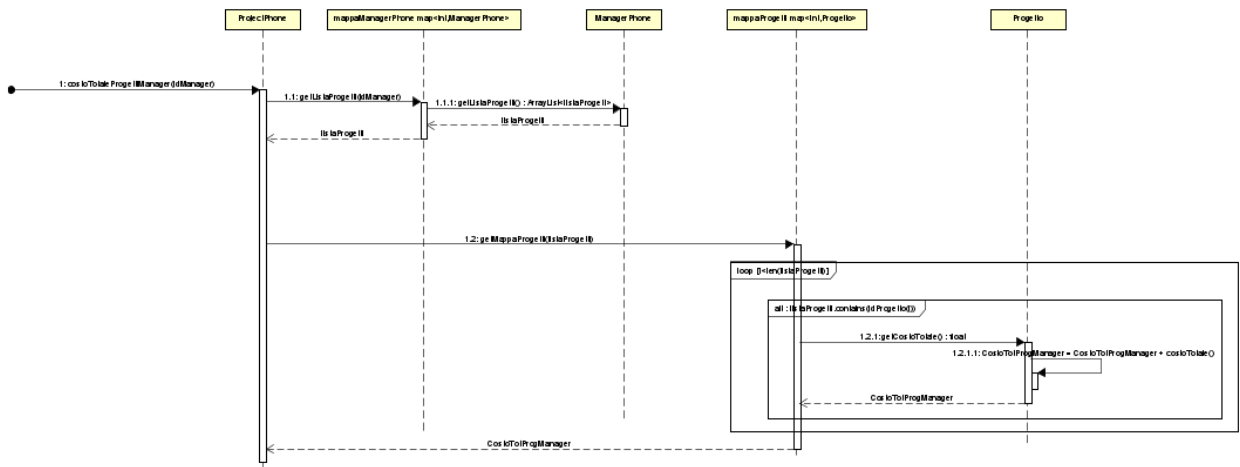 ProjectPhone
mappaManagerPhone map<int,ManagerPhone>
ManagerPhone
mappaProgetti map<int,Progetto>
Progetto
1: costoTotaleProgettiManager(idManager)
1.1: getListaProgetti(idManager)
1.1.1: getListaProgetti() : ArrayList<listaProgetti>
listaProgetti
listaProgetti
1.2: getMappaProgetti(listaProgetti)
loop [i<len(listaProgetti)]
alt : listaProgetti.contains(idProgetto[i])
1.2.1: getCostoTotale() : float
1.2.1.1: CostoTotProgManager = CostoTotProgManager + costoTotale()
CostoTotProgManager
CostoTotProgManager